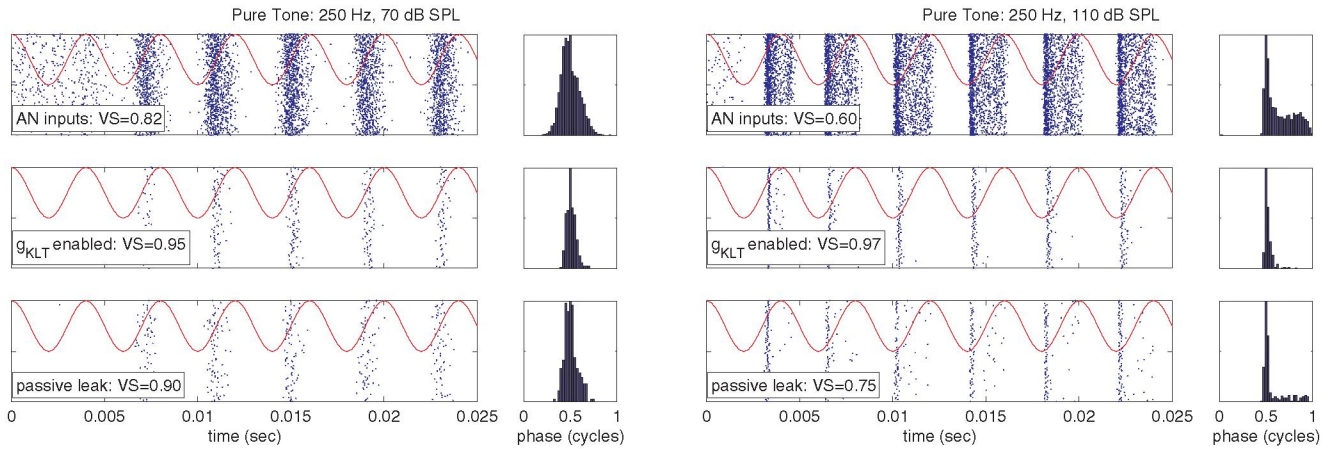 Pure Tone: 250 Hz, 70 dB SPL
AN inputs: VS=0.82
gKLT enabled: VS=0.95
passive leak: VS=0.90
0 0.005 0.01 0.015 0.02 0.025
time (sec)
0 0.5 1
phase (cycles)
Pure Tone: 250 Hz, 110 dB SPL
AN inputs: VS=0.60
gKLT enabled: VS=0.97
passive leak: VS=0.75
0 0.005 0.01 0.015 0.02 0.025
time (sec)
0 0.5 1
phase (cycles)